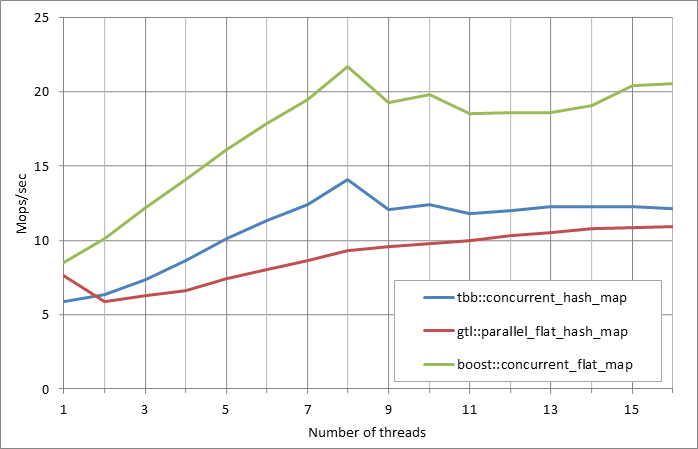 25
20
15
10
5
0
Mops/sec
tbb::concurrent_hash_map
gtl::parallel_flat_hash_map
boost::concurrent_flat_map
1 3 5 7 9 11 13 15
Number of threads